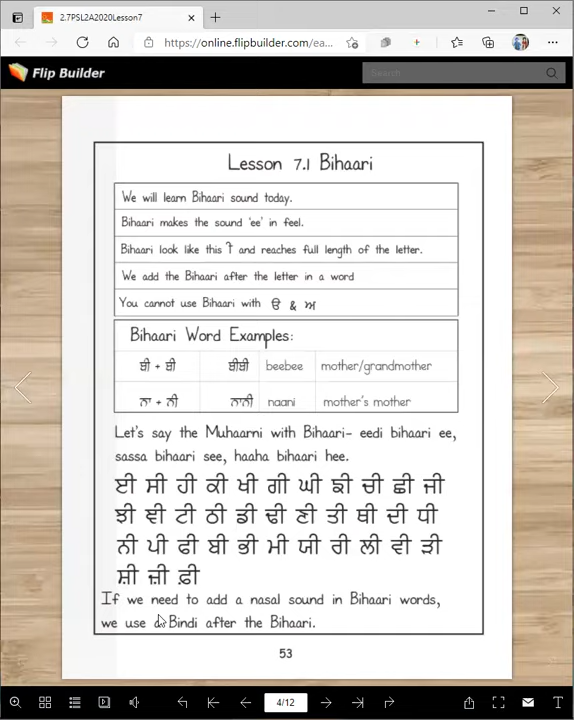 2.7PSL2A2020Lesson7
https://online.flipbuilder.com/ea...
Flip Builder
Search
Lesson 7.1 Bihaari
We will learn Bihaari sound today.
Bihaari makes the sound 'ee' in feel.
Bihaari look like this ੀ and reaches full length of the letter.
We add the Bihaari after the letter in a word
You cannot use Bihaari with ੳ & ਅ
Bihaari Word Examples:
ਬੀ + ਬੀ ਬੀਬੀ beebee mother/grandmother
ਨਾ + ਨੀ ਨਾਨੀ naani mother's mother
Let's say the Muhaarni with Bihaari- eedi bihaari ee,
sassa bihaari see, haaha bihaari hee.
ਈ ਸੀ ਹੀ ਕੀ ਖੀ ਗੀ ਘੀ ਙੀ ਚੀ ਛੀ ਜੀ
ਝੀ ਞੀ ਟੀ ਠੀ ਡੀ ਢੀ ਣੀ ਤੀ ਥੀ ਦੀ ਧੀ
ਨੀ ਪੀ ਫੀ ਬੀ ਭੀ ਮੀ ਯੀ ਰੀ ਲੀ ਵੀ ੜੀ
ਸ਼ੀ ਜ਼ੀ ਫ਼ੀ
If we need to add a nasal sound in Bihaari words,
we use a Bindi after the Bihaari.
53
4/12